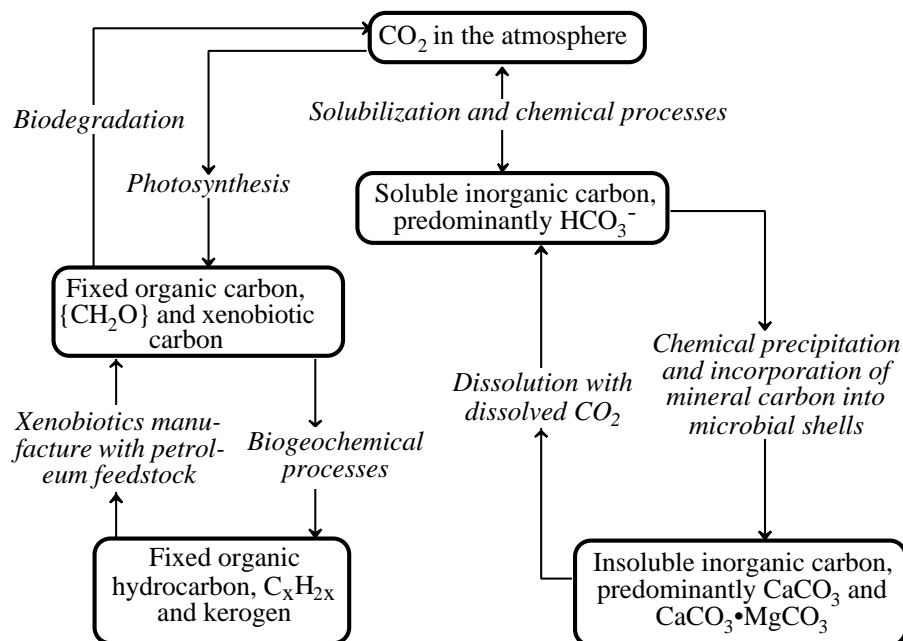 CO₂ in the atmosphere
Biodegradation
Solubilization and chemical processes
Photosynthesis
Soluble inorganic carbon,
predominantly HCO₃⁻
Fixed organic carbon,
{CH₂O} and xenobiotic
carbon
Chemical precipitation
and incorporation of
mineral carbon into
microbial shells
Dissolution with
dissolved CO₂
Xenobiotics manu-
facture with petrol-
eum feedstock
Biogeochemical
processes
Fixed organic
hydrocarbon, CₓH₂ₓ
and kerogen
Insoluble inorganic carbon,
predominantly CaCO₃ and
CaCO₃•MgCO₃